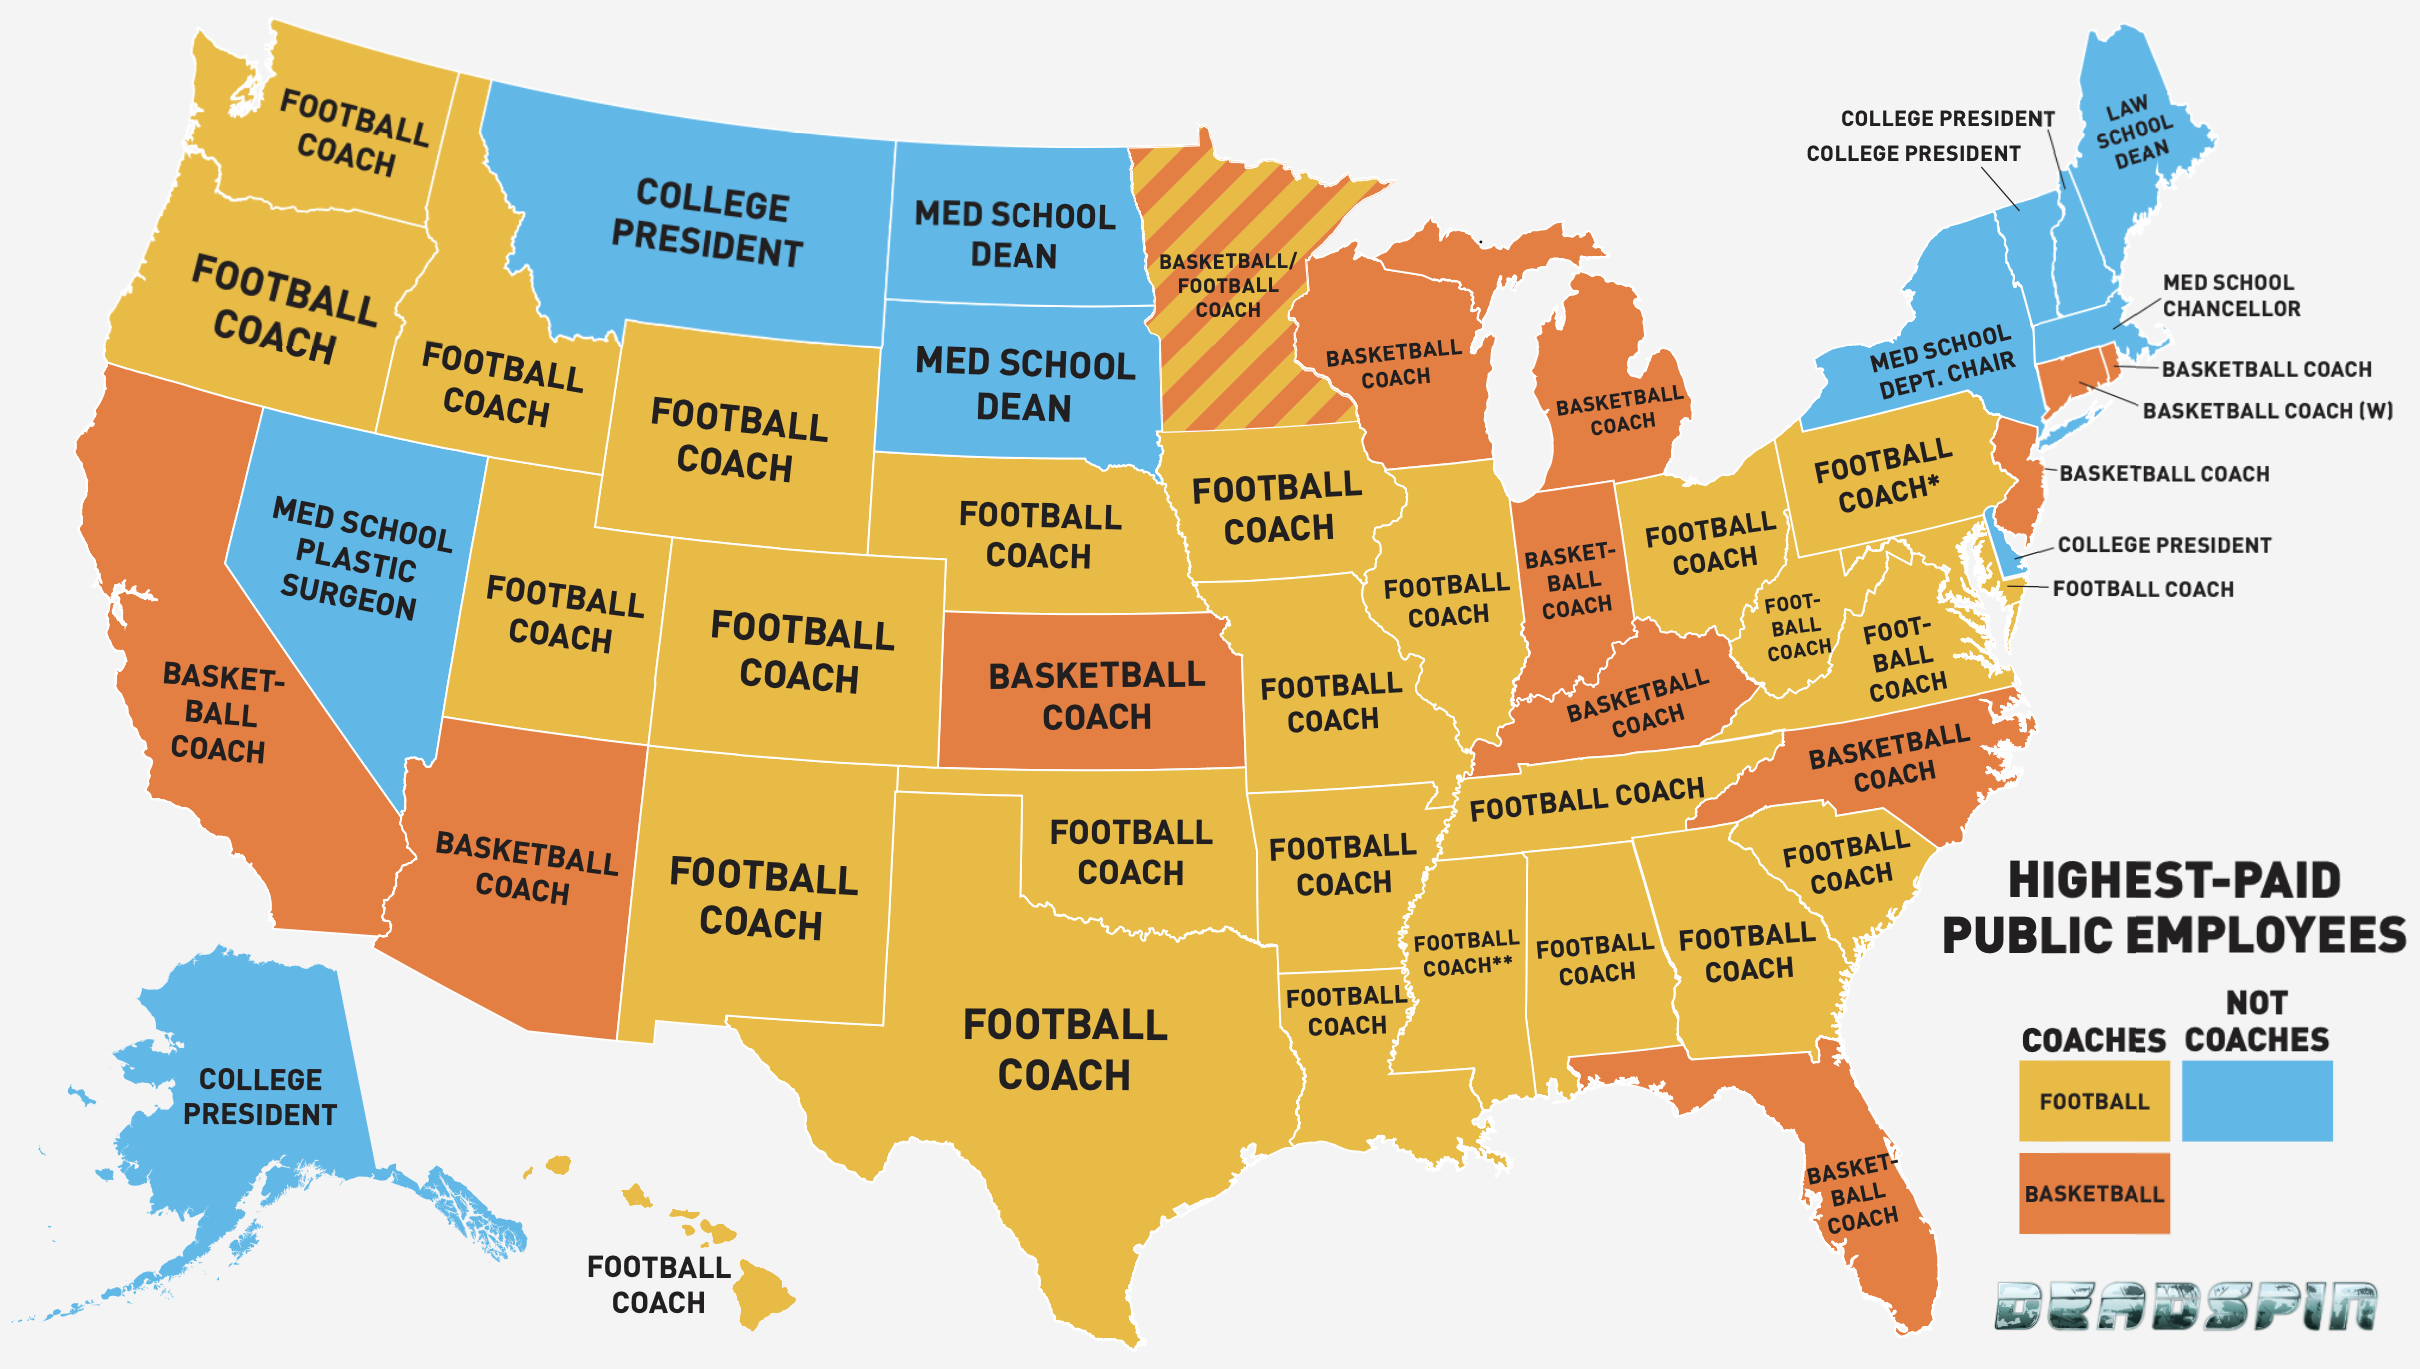 FOOTBALL
COACH
COLLEGE
PRESIDENT
MED SCHOOL
DEAN
BASKETBALL/
FOOTBALL
COACH
COLLEGE PRESIDENT
COLLEGE PRESIDENT
LAW
SCHOOL
DEAN
FOOTBALL
COACH
FOOTBALL
COACH
FOOTBALL
COACH
MED SCHOOL
DEAN
BASKETBALL
COACH
BASKETBALL
COACH
MED SCHOOL
DEPT. CHAIR
MED SCHOOL
CHANCELLOR
BASKETBALL COACH
BASKETBALL COACH (W)
MED SCHOOL
PLASTIC
SURGEON
FOOTBALL
COACH
FOOTBALL
COACH
FOOTBALL
COACH
BASKET-
BALL
COACH
FOOTBALL
COACH
FOOTBALL
COACH*
BASKETBALL COACH
COLLEGE PRESIDENT
FOOTBALL COACH
BASKET-
BALL
COACH
FOOTBALL
COACH
FOOTBALL
COACH
BASKETBALL
COACH
FOOTBALL
COACH
BASKETBALL
COACH
FOOT-
BALL
COACH
FOOT-
BALL
COACH
BASKETBALL
COACH
BASKETBALL
COACH
FOOTBALL
COACH
FOOTBALL
COACH
FOOTBALL
COACH
FOOTBALL COACH
FOOTBALL
COACH
FOOTBALL
COACH
FOOTBALL
COACH
FOOTBALL
COACH**
FOOTBALL
COACH
FOOTBALL
COACH
BASKET-
BALL
COACH
COLLEGE
PRESIDENT
FOOTBALL
COACH
HIGHEST-PAID
PUBLIC EMPLOYEES
COACHES
NOT
COACHES
FOOTBALL
BASKETBALL
DEADSPIN